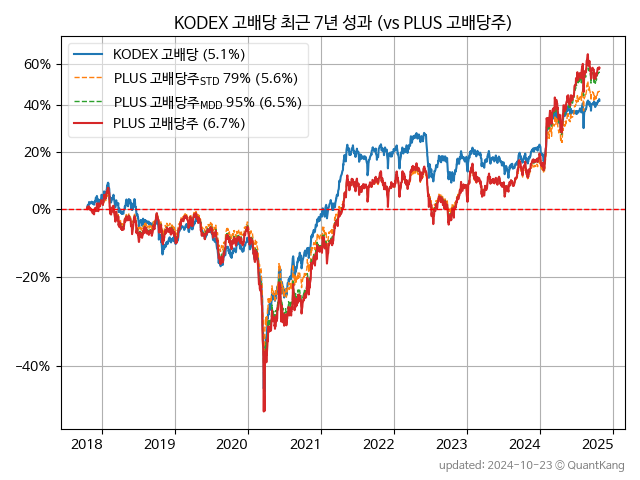 KODEX 고배당 최근 7년 성과 (vs PLUS 고배당주)
KODEX 고배당 (5.1%)
PLUS 고배당주STD 79% (5.6%)
PLUS 고배당주MDD 95% (6.5%)
PLUS 고배당주 (6.7%)
60%
40%
20%
0%
−20%
−40%
2018 2019 2020 2021 2022 2023 2024 2025
updated: 2024-10-23 © QuantKang